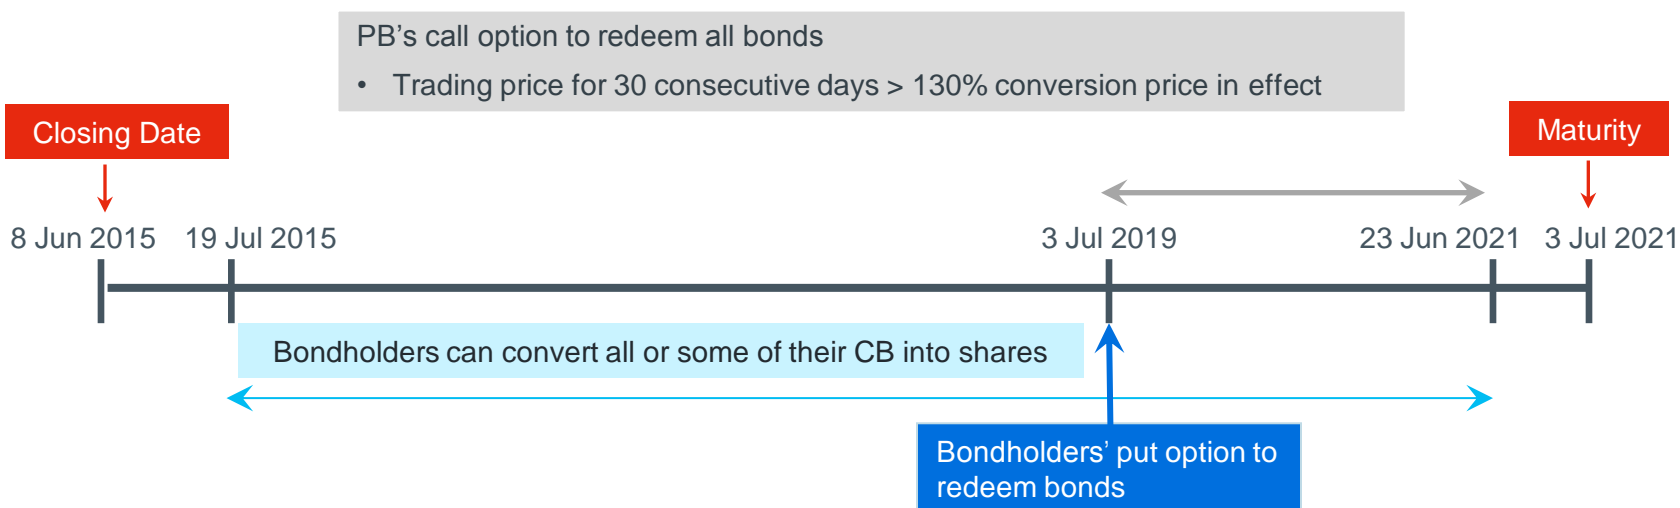 PB’s call option to redeem all bonds
• Trading price for 30 consecutive days > 130% conversion price in effect
Closing Date
Maturity
8 Jun 2015
19 Jul 2015
3 Jul 2019
23 Jun 2021
3 Jul 2021
Bondholders can convert all or some of their CB into shares
Bondholders’ put option to
redeem bonds